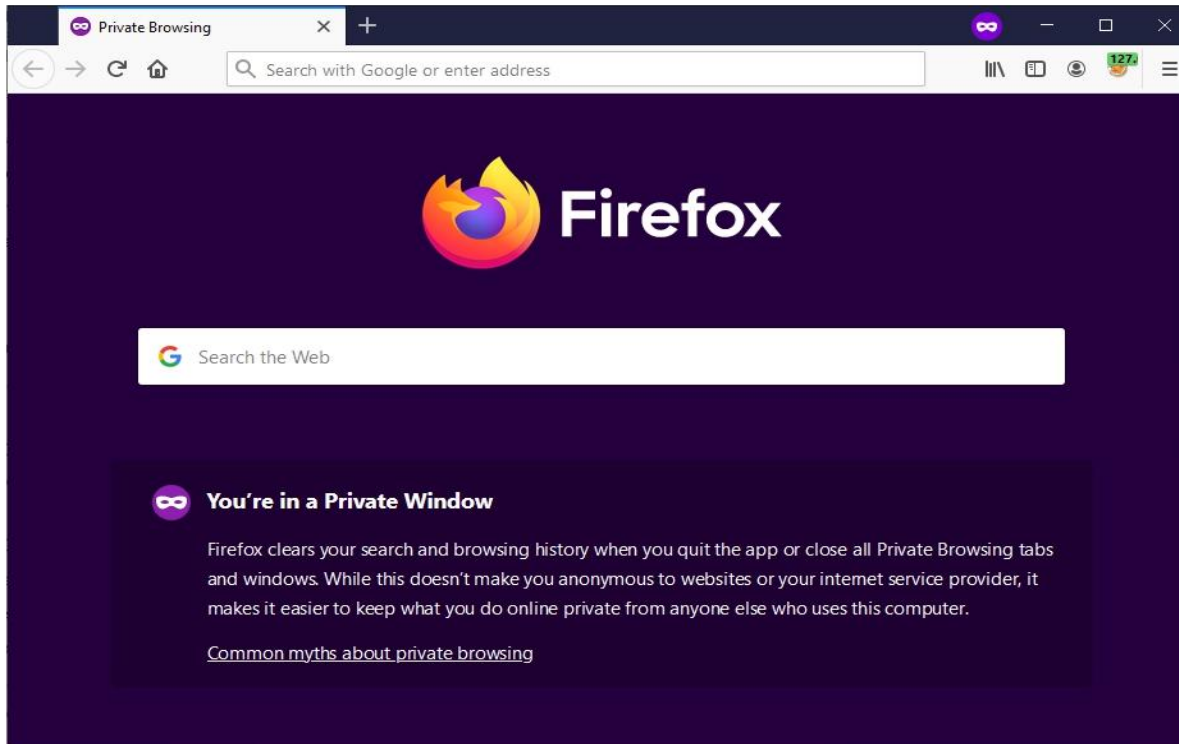 Private Browsing
Search with Google or enter address
127.
Firefox
Search the Web
You’re in a Private Window
Firefox clears your search and browsing history when you quit the app or close all Private Browsing tabs
and windows. While this doesn’t make you anonymous to websites or your internet service provider, it
makes it easier to keep what you do online private from anyone else who uses this computer.
Common myths about private browsing